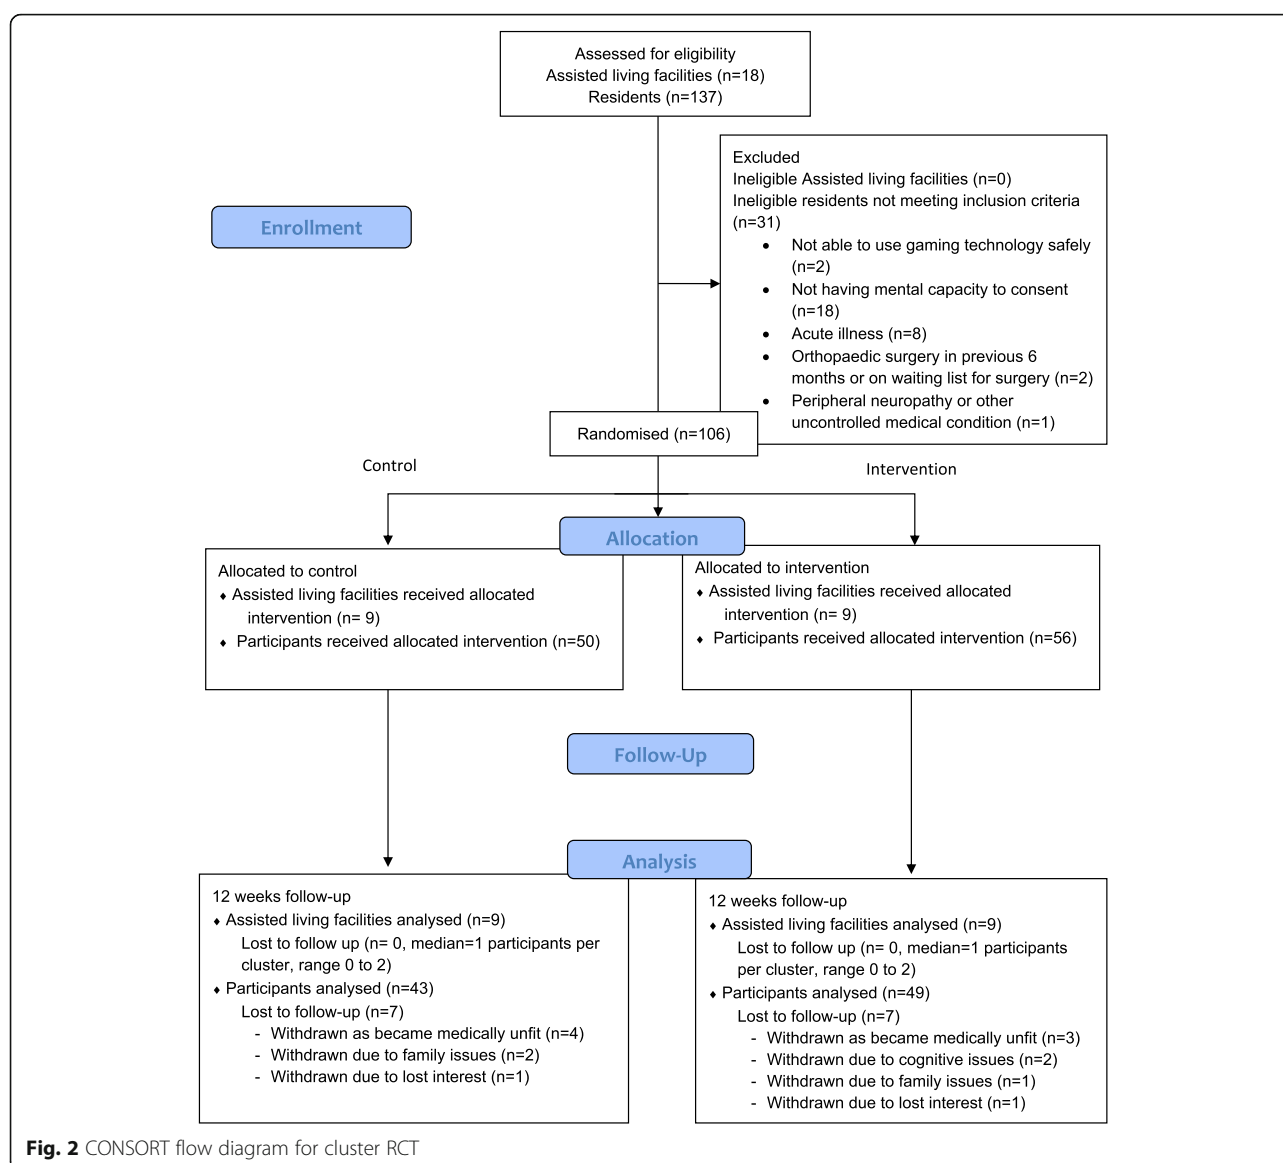 Assessed for eligibility
Assisted living facilities (n=18)
Residents (n=137)
Excluded
Ineligible Assisted living facilities (n=0)
Ineligible residents not meeting inclusion criteria
(n=31)
• Not able to use gaming technology safely
(n=2)
• Not having mental capacity to consent
(n=18)
• Acute illness (n=8)
• Orthopaedic surgery in previous 6
months or on waiting list for surgery (n=2)
• Peripheral neuropathy or other
uncontrolled medical condition (n=1)
Enrollment
Randomised (n=106)
Control
Intervention
Allocation
Allocated to control
♦ Assisted living facilities received allocated
intervention (n= 9)
♦ Participants received allocated intervention (n=50)
Allocated to intervention
♦ Assisted living facilities received allocated
intervention (n= 9)
♦ Participants received allocated intervention (n=56)
Follow-Up
Analysis
12 weeks follow-up
♦ Assisted living facilities analysed (n=9)
Lost to follow up (n= 0, median=1 participants per
cluster, range 0 to 2)
♦ Participants analysed (n=43)
Lost to follow-up (n=7)
- Withdrawn as became medically unfit (n=4)
- Withdrawn due to family issues (n=2)
- Withdrawn due to lost interest (n=1)
12 weeks follow-up
♦ Assisted living facilities analysed (n=9)
Lost to follow up (n= 0, median=1 participants
per cluster, range 0 to 2)
♦ Participants analysed (n=49)
Lost to follow-up (n=7)
- Withdrawn as became medically unfit (n=3)
- Withdrawn due to cognitive issues (n=2)
- Withdrawn due to family issues (n=1)
- Withdrawn due to lost interest (n=1)
Fig. 2 CONSORT flow diagram for cluster RCT